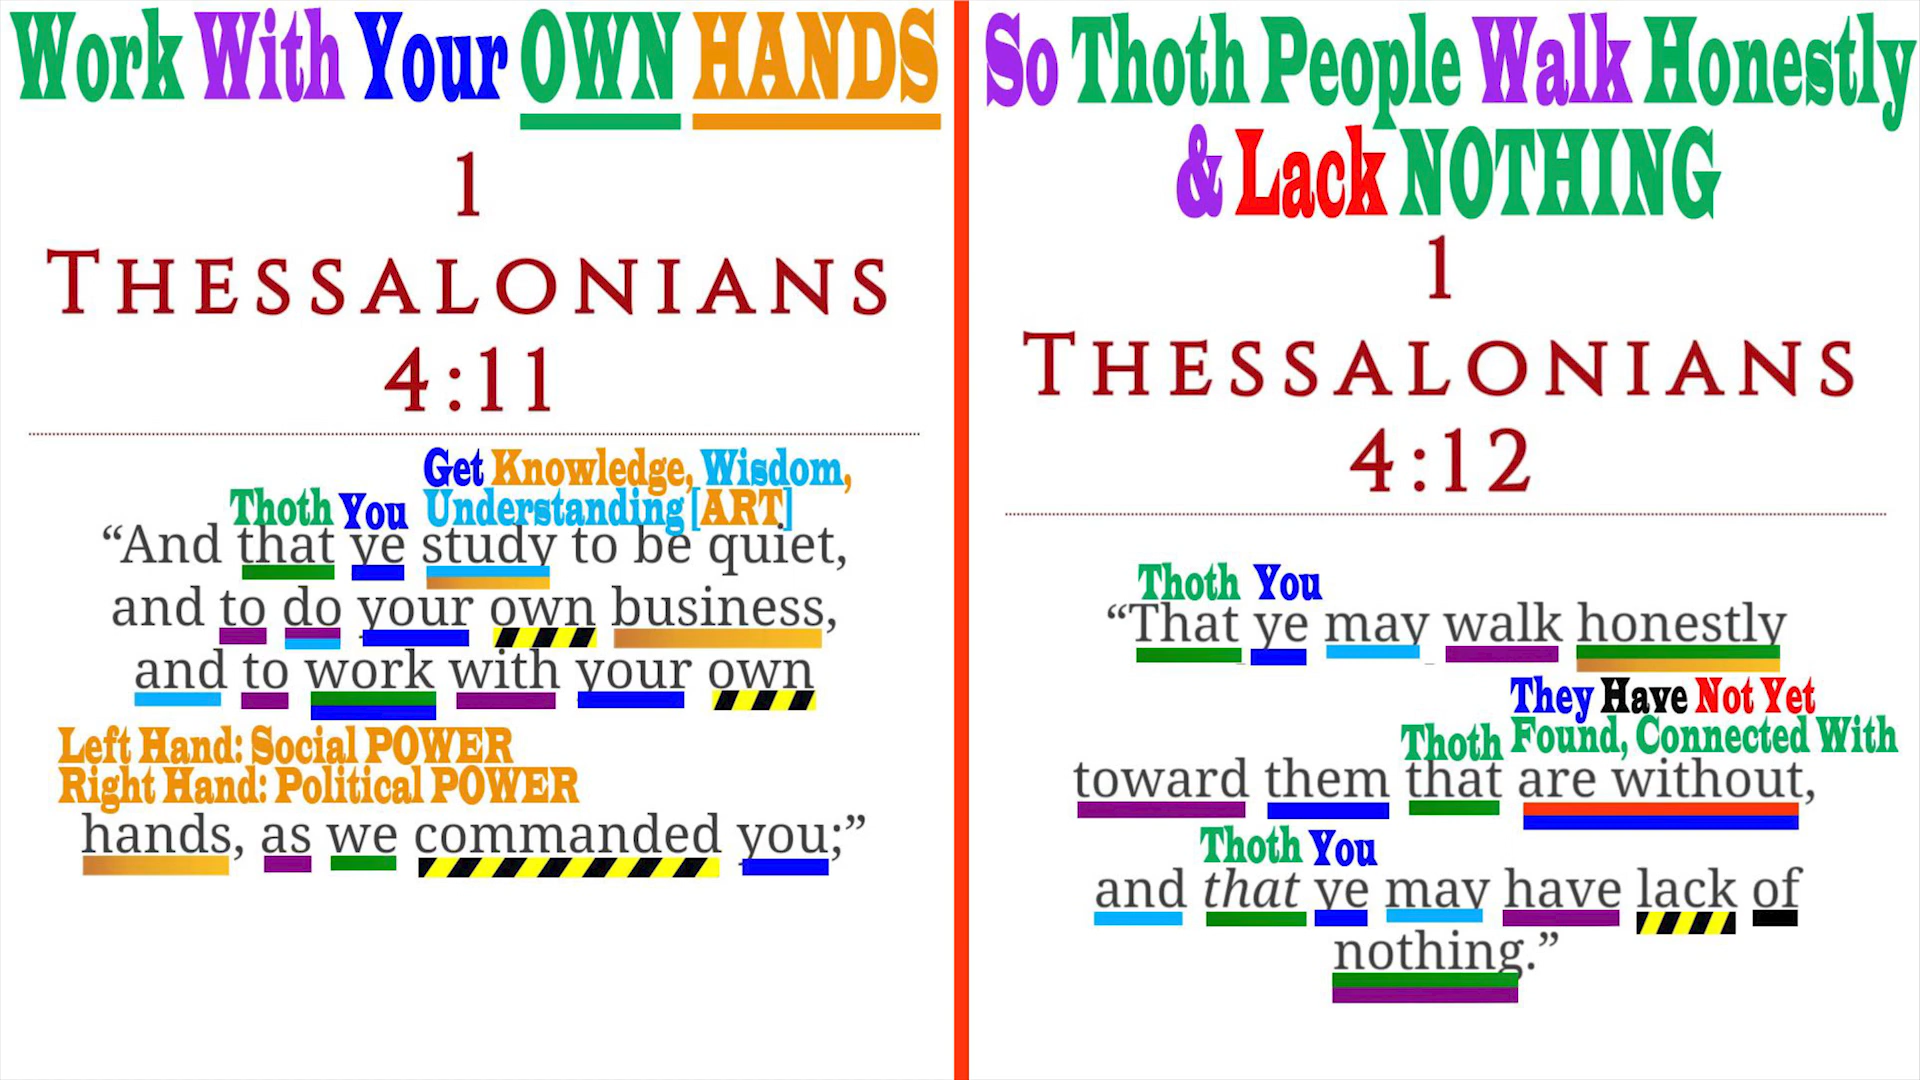 Work With Your OWN HANDS
1
THESSALONIANS
4:11
Get Knowledge, Wisdom,
Thoth You Understanding [ART]
“And that ye study to be quiet,
and to do your own business,
and to work with your own
Left Hand: Social POWER
Right Hand: Political POWER
hands, as we commanded you;”
So Thoth People Walk Honestly
& Lack NOTHING
1
THESSALONIANS
4:12
Thoth You
“That ye may walk honestly
They Have Not Yet
Thoth Found, Connected With
toward them that are without,
Thoth You
and that ye may have lack of
nothing.”